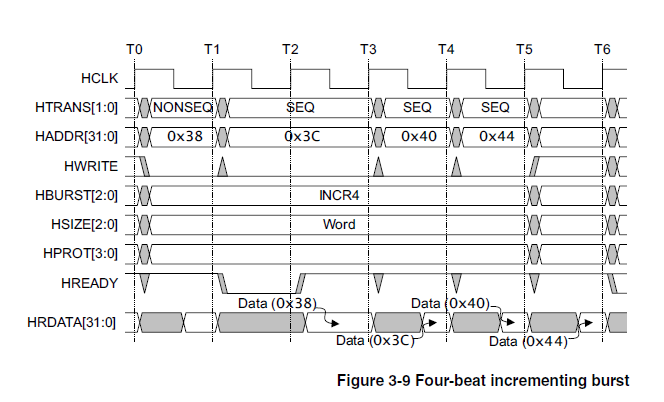 T0 T1 T2 T3 T4 T5 T6
HCLK
HTRANS[1:0] NONSEQ SEQ SEQ SEQ
HADDR[31:0] 0x38 0x3C 0x40 0x44
HWRITE
HBURST[2:0] INCR4
HSIZE[2:0] Word
HPROT[3:0]
HREADY
Data (0x38) Data (0x40)
HRDATA[31:0]
Data (0x3C) Data (0x44)
Figure 3-9 Four-beat incrementing burst